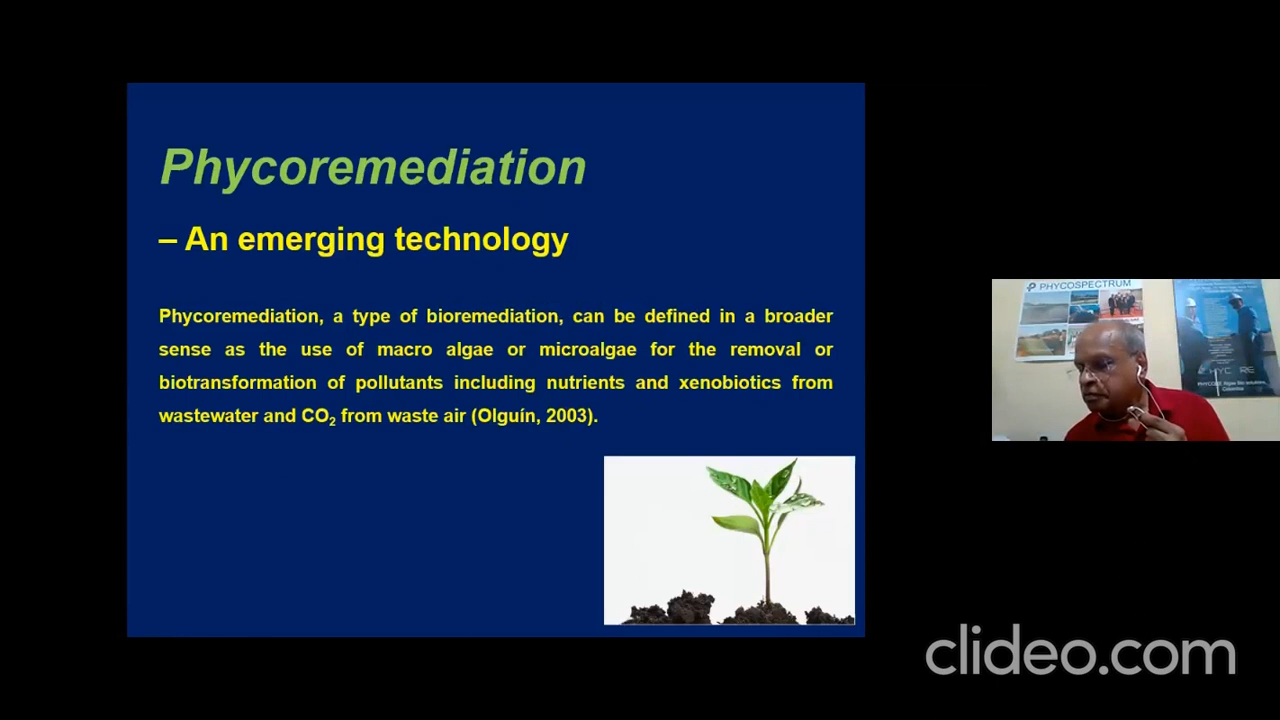 Phycoremediation
– An emerging technology
Phycoremediation, a type of bioremediation, can be defined in a broader
sense as the use of macro algae or microalgae for the removal or
biotransformation of pollutants including nutrients and xenobiotics from
wastewater and CO₂ from waste air (Olguín, 2003).
PHYCOSPECTRUM
clideo.com